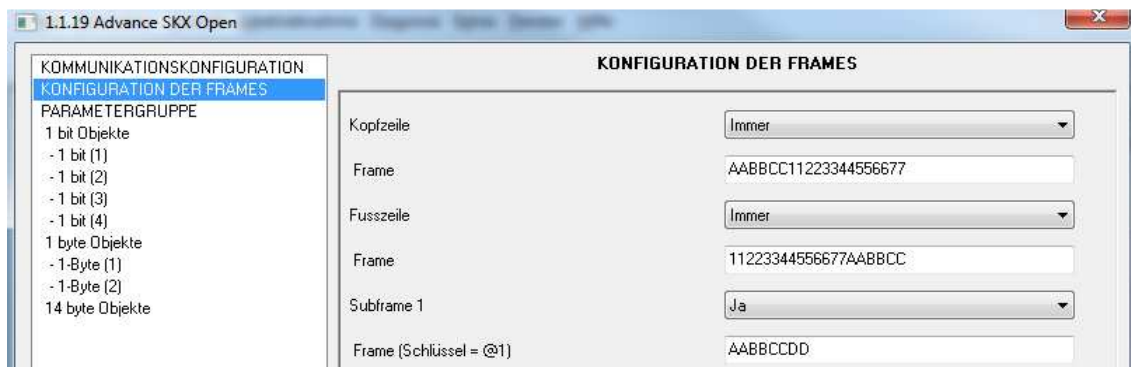 1.1.19 Advance SKX Open
KOMMUNIKATIONSKONFIGURATION
KONFIGURATION DER FRAMES
PARAMETERGRUPPE
1 bit Objekte
- 1 bit (1)
- 1 bit (2)
- 1 bit (3)
- 1 bit (4)
1 byte Objekte
- 1-Byte (1)
- 1-Byte (2)
14 byte Objekte
KONFIGURATION DER FRAMES
Kopfzeile Immer
Frame AABBCC11223344556677
Fusszeile Immer
Frame 11223344556677AABBCC
Subframe 1 Ja
Frame (Schlüssel = @1) AABBCCDD